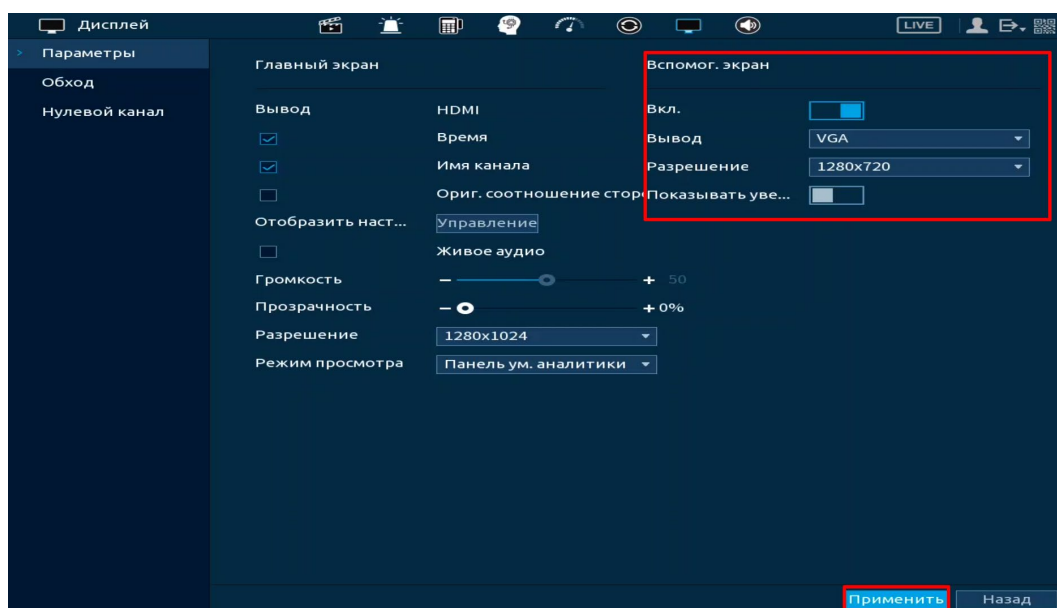 Дисплей
LIVE
Параметры
Обход
Нулевой канал
Главный экран
Вывод HDMI
Время
Имя канала
Ориг. соотношение сторо
Отобразить наст... Управление
Живое аудио
Громкость − + 50
Прозрачность − + 0%
Разрешение 1280x1024
Режим просмотра Панель ум. аналитики
Вспомог. экран
Вкл.
Вывод VGA
Разрешение 1280x720
Показывать уве...
Применить Назад